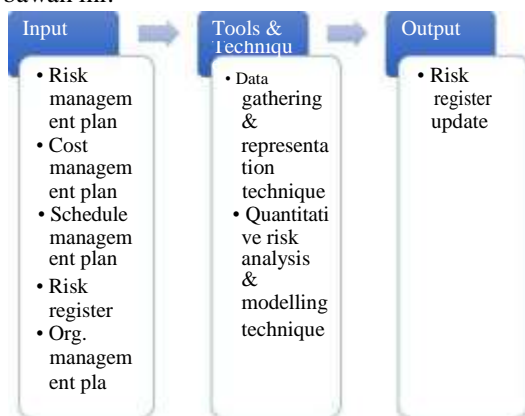 bawah ini.
Input
• Risk
managem
ent plan
• Cost
managem
ent plan
• Schedule
managem
ent plan
• Risk
register
• Org.
managem
ent pla
Tools &
Techniqu
• Data
gathering
&
representa
tion
technique
• Quantitati
ve risk
analysis
&
modelling
technique
Output
• Risk
register
update